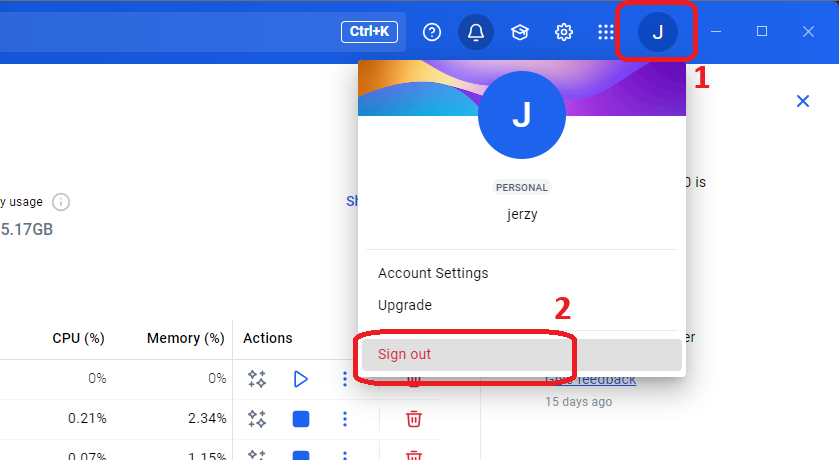 Ctrl+K
J
1
J
PERSONAL
0 is
y usage
Sh
5.17GB
jerzy
Account Settings
Upgrade
2
CPU (%) Memory (%) Actions
er
Sign out
0% 0%
feedback
15 days ago
0.21% 2.34%
0.07% 1.15%